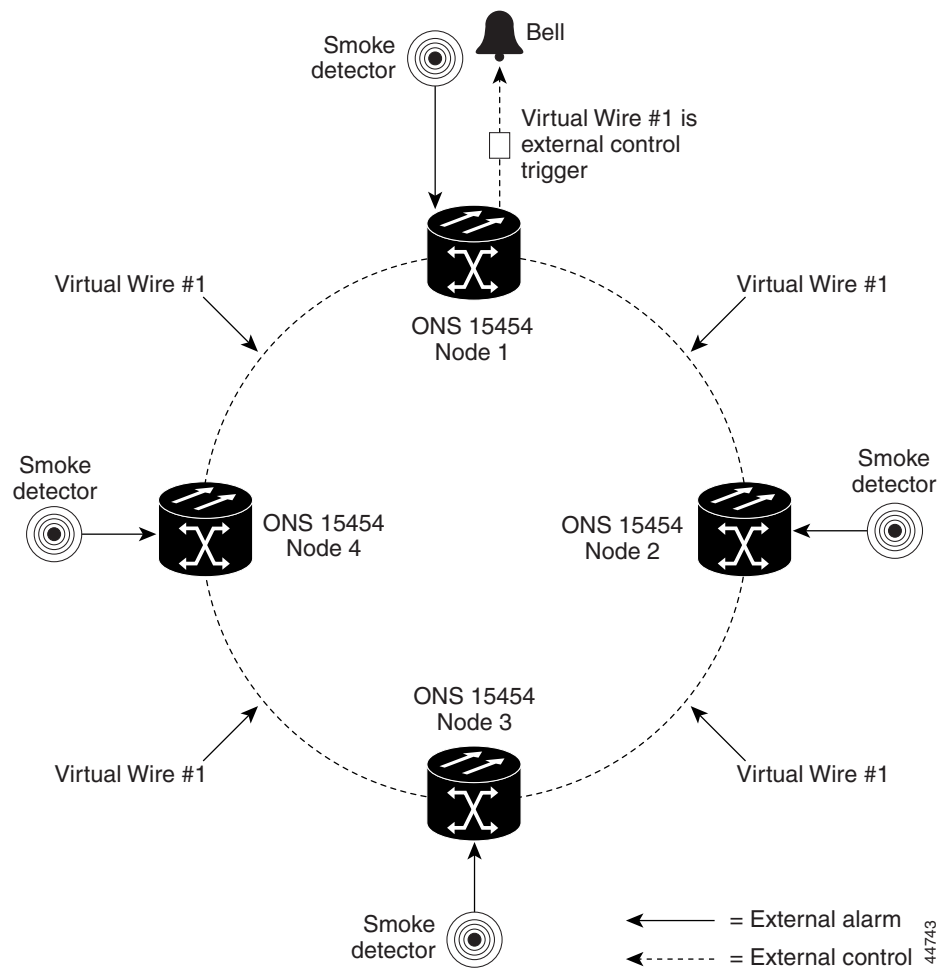 Smoke
detector
Bell
Virtual Wire #1 is
external control
trigger
Virtual Wire #1
Virtual Wire #1
ONS 15454
Node 1
Smoke
detector
Smoke
detector
ONS 15454
Node 4
ONS 15454
Node 2
ONS 15454
Node 3
Virtual Wire #1
Virtual Wire #1
Smoke
detector
= External alarm
= External control
44743